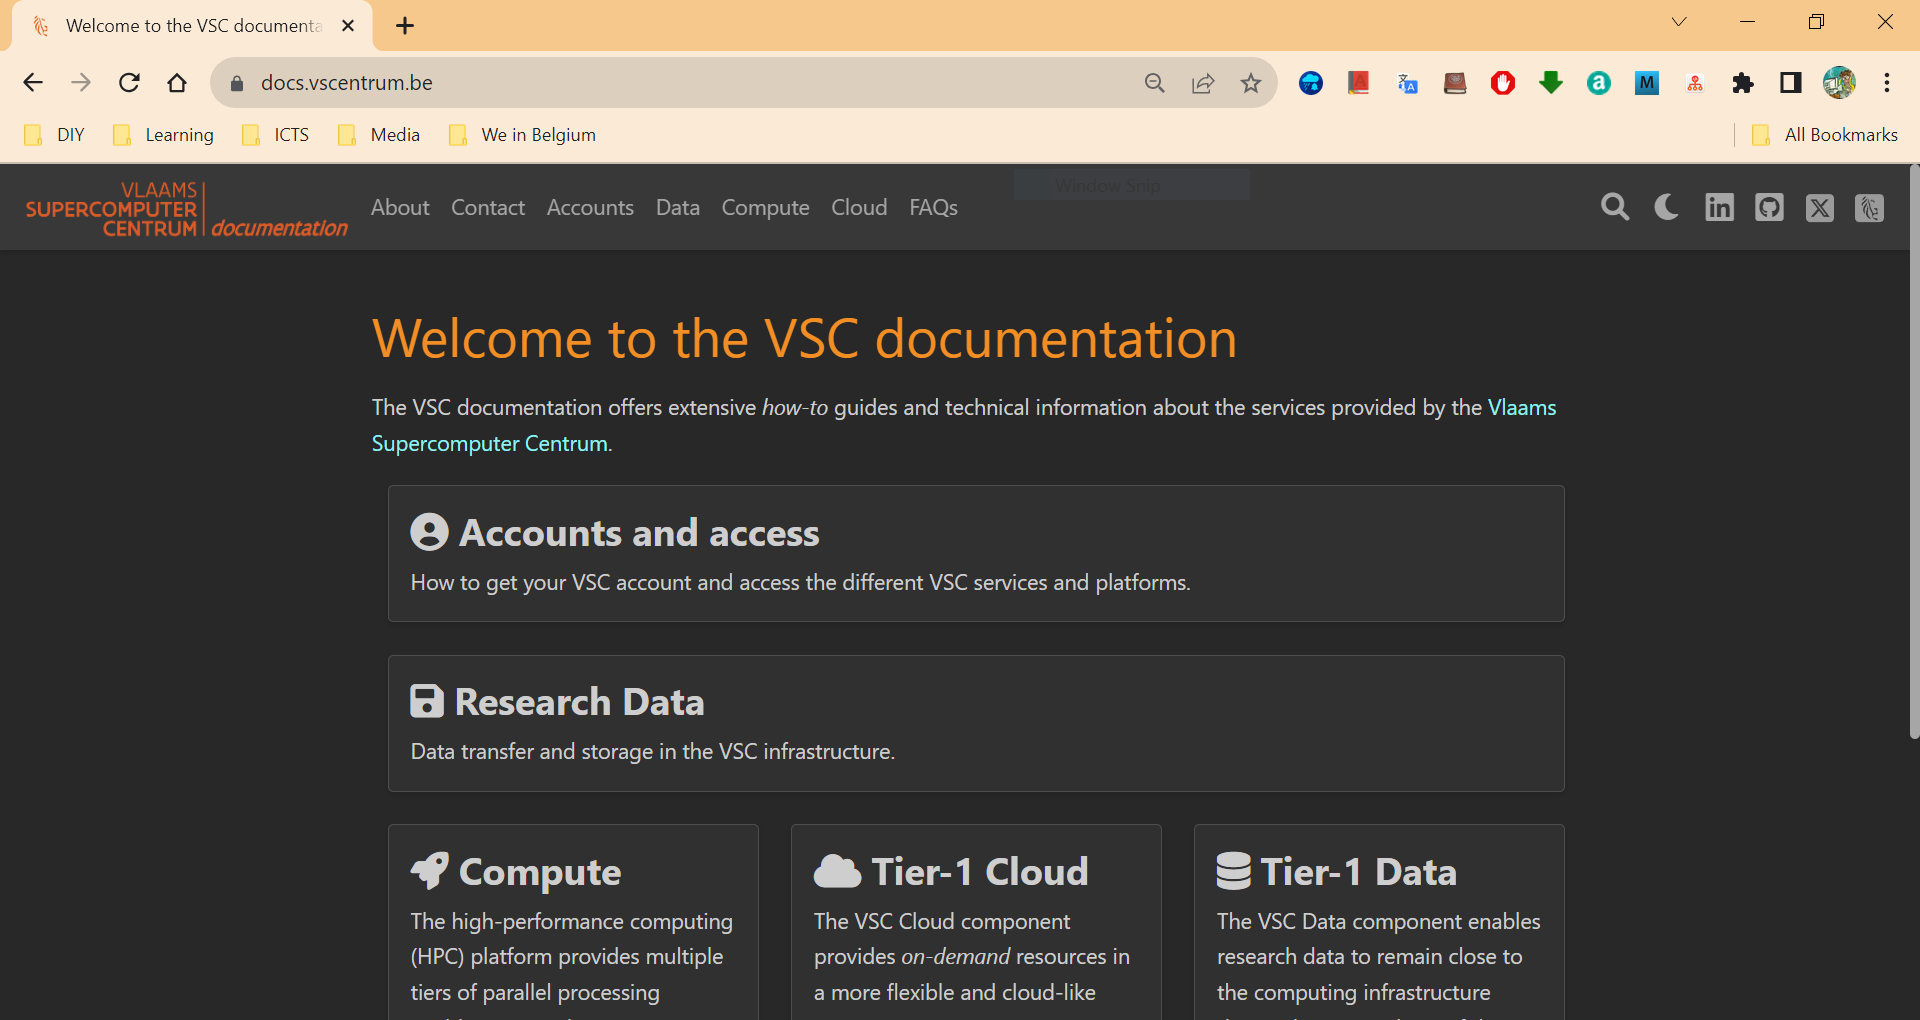 Welcome to the VSC documenta
docs.vscentrum.be
DIY Learning ICTS Media We in Belgium All Bookmarks
VLAAMS
SUPERCOMPUTER
CENTRUM documentation
About Contact Accounts Data Compute Cloud FAQs
Window Snip
Welcome to the VSC documentation
The VSC documentation offers extensive how-to guides and technical information about the services provided by the Vlaams
Supercomputer Centrum.
Accounts and access
How to get your VSC account and access the different VSC services and platforms.
Research Data
Data transfer and storage in the VSC infrastructure.
Compute
The high-performance computing
(HPC) platform provides multiple
tiers of parallel processing
Tier-1 Cloud
The VSC Cloud component
provides on-demand resources in
a more flexible and cloud-like
Tier-1 Data
The VSC Data component enables
research data to remain close to
the computing infrastructure